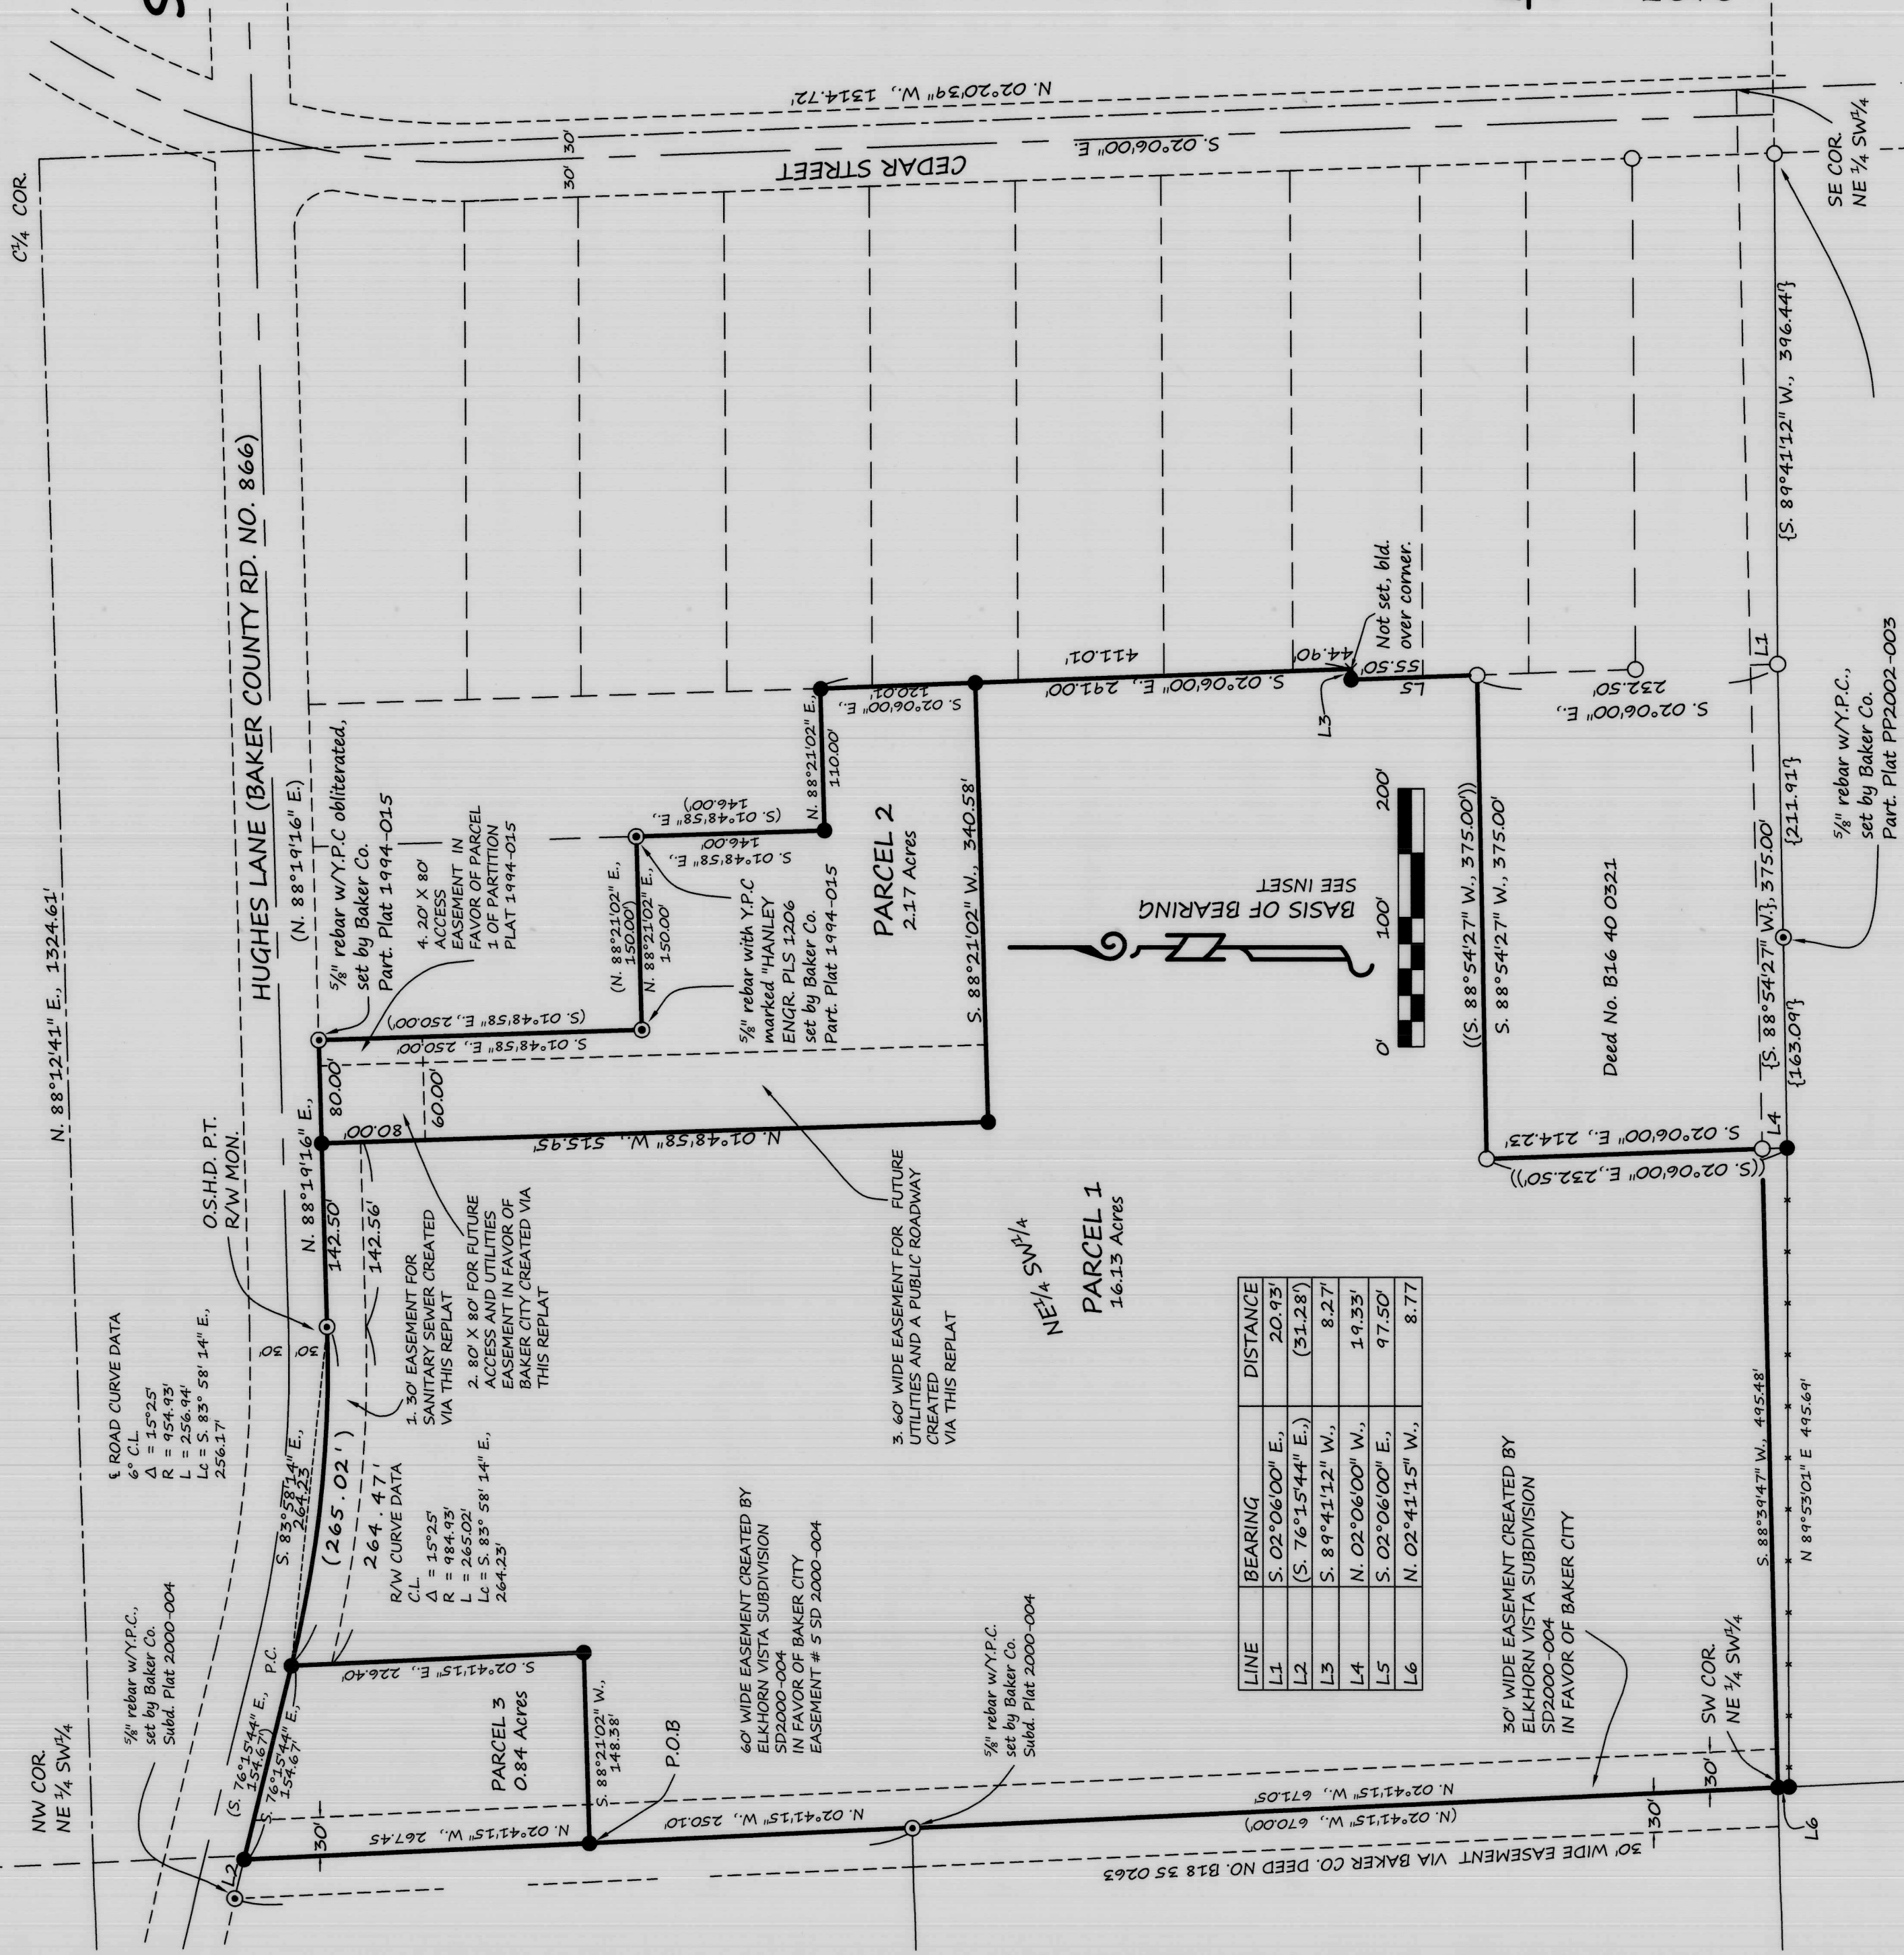 C¼ COR.
N. 88°12'41" E., 1324.61'
NW COR.
NE ¼ SW¼
HUGHES LANE (BAKER COUNTY RD. NO. 866)
(N. 88°19'16" E.)
℄ ROAD CURVE DATA
6° C.L.
Δ = 15°25'
R = 954.93'
L = 256.94'
Lc = S. 83° 58' 14" E.,
256.17'
O.S.H.D. P.T.
R/W MON.
⅝" rebar w/Y.P.C.,
set by Baker Co.
Subd. Plat 2000-004
L2
(S. 76°15'44" E.,
154.67')
S. 76°15'44" E.,
154.67'
P.C.
S. 83°58'14" E.,
264.23
(265.02')
264.47'
30' 30'
N. 88°19'16" E.,
142.50'
142.56'
80.00'
80.00'
60.00'
R/W CURVE DATA
C.L.
Δ = 15°25'
R = 984.93'
L = 265.02'
Lc = S. 83° 58' 14" E.,
264.23'
1. 30' EASEMENT FOR
SANITARY SEWER CREATED
VIA THIS REPLAT
2. 80' X 80' FOR FUTURE
ACCESS AND UTILITIES
EASEMENT IN FAVOR OF
BAKER CITY CREATED VIA
THIS REPLAT
⅝" rebar w/Y.P.C obliterated,
set by Baker Co.
Part. Plat 1994-015
4. 20' X 80'
ACCESS
EASEMENT IN
FAVOR OF PARCEL
1 OF PARTITION
PLAT 1994-015
(S. 01°48'58" E., 250.00')
S. 01°48'58" E., 250.00'
(N. 88°21'02" E.,
150.00')
N. 88°21'02" E.,
150.00'
(S. 01°48'58" E.,
146.00')
S. 01°48'58" E.,
146.00'
⅝" rebar with Y.P.C
marked "HANLEY
ENGR. PLS 1206
set by Baker Co.
Part. Plat 1994-015
N. 88°21'02" E.,
110.00'
PARCEL 2
2.17 Acres
S. 02°06'00" E.,
120.01'
S. 88°21'02" W., 340.58'
N. 01°48'58" W., 515.95'
CEDAR STREET
30' 30'
N. 02°20'39" W., 1314.72'
S. 02°06'00" E.
PARCEL 3
0.84 Acres
S. 02°41'15" E., 226.40'
S. 88°21'02" W.,
148.38'
N. 02°41'15" W., 267.45
30'
P.O.B
60' WIDE EASEMENT CREATED BY
ELKHORN VISTA SUBDIVISION
SD2000-004
IN FAVOR OF BAKER CITY
EASEMENT # 5 SD 2000-004
N. 02°41'15" W., 250.10'
⅝" rebar w/Y.P.C.
set by Baker Co.
Subd. Plat 2000-004
3. 60' WIDE EASEMENT FOR FUTURE
UTILITIES AND A PUBLIC ROADWAY
CREATED
VIA THIS REPLAT
NE¼ SW¼
PARCEL 1
16.13 Acres
BASIS OF BEARING
SEE INSET
0' 100' 200'
411.01'
S. 02°06'00" E., 291.00'
44.90'
L3
Not set, bld.
over corner.
55.50'
L5
((S. 88°54'27" W., 375.00'))
S. 88°54'27" W., 375.00'
S. 02°06'00" E.,
232.50'
Deed No. B16 40 0321
S. 02°06'00" E., 214.23'
((S. 02°06'00" E., 232.50'))
LINE BEARING DISTANCE
L1 S. 02°06'00" E., 20.93'
L2 (S. 76°15'44" E.,) (31.28')
L3 S. 89°41'12" W., 8.27'
L4 N. 02°06'00" W., 19.33'
L5 S. 02°06'00" E., 97.50'
L6 N. 02°41'15" W., 8.77
30' WIDE EASEMENT CREATED BY
ELKHORN VISTA SUBDIVISION
SD2000-004
IN FAVOR OF BAKER CITY
N. 02°41'15" W., 671.05'
(N. 02°41'15" W., 670.00')
30' WIDE EASEMENT VIA BAKER CO. DEED NO. B18 35 0263
30'
30'
SW COR.
NE ¼ SW¼
L6
S. 88°39'47" W., 495.48'
N 89°53'01" E 495.69'
L4
{S. 88°54'27" W}, 375.00'
{163.09'}
{211.91'}
L1
{S. 89°41'12" W., 396.44'}
⅝" rebar w/Y.P.C.,
set by Baker Co.
Part. Plat PP2002-003
SE COR.
NE ¼ SW¼